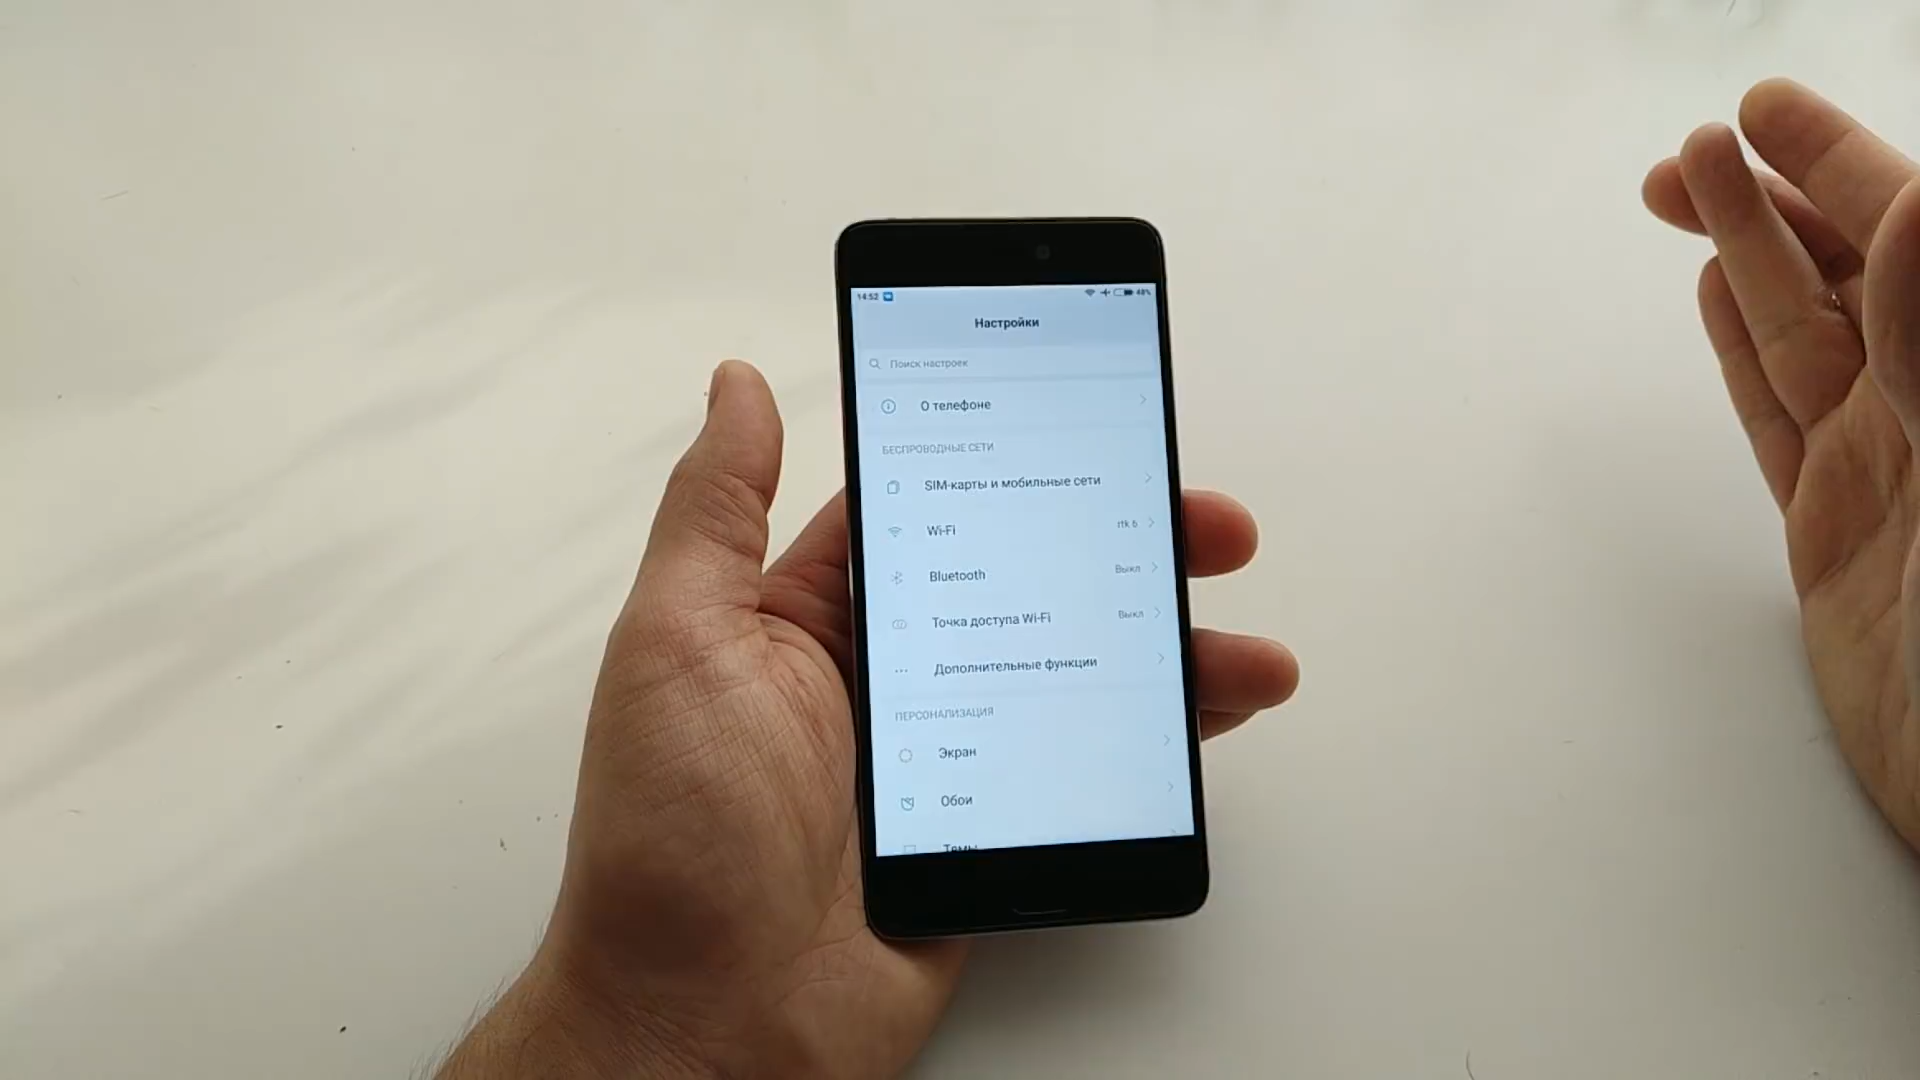 14:52 48%
Настройки
Поиск настроек
О телефоне
БЕСПРОВОДНЫЕ СЕТИ
SIM-карты и мобильные сети
Wi-Fi rtk 6
Bluetooth Выкл
Точка доступа Wi-Fi Выкл
Дополнительные функции
ПЕРСОНАЛИЗАЦИЯ
Экран
Обои
Темы